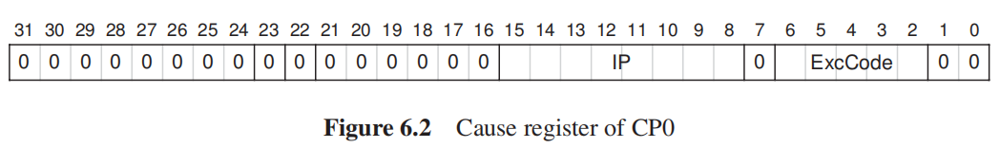 31 30 29 28 27 26 25 24 23 22 21 20 19 18 17 16 15 14 13 12 11 10 9 8 7 6 5 4 3 2 1 0
0 0 0 0 0 0 0 0 0 0 0 0 0 0 0 0 IP 0 ExcCode 0 0
Figure 6.2 Cause register of CP0